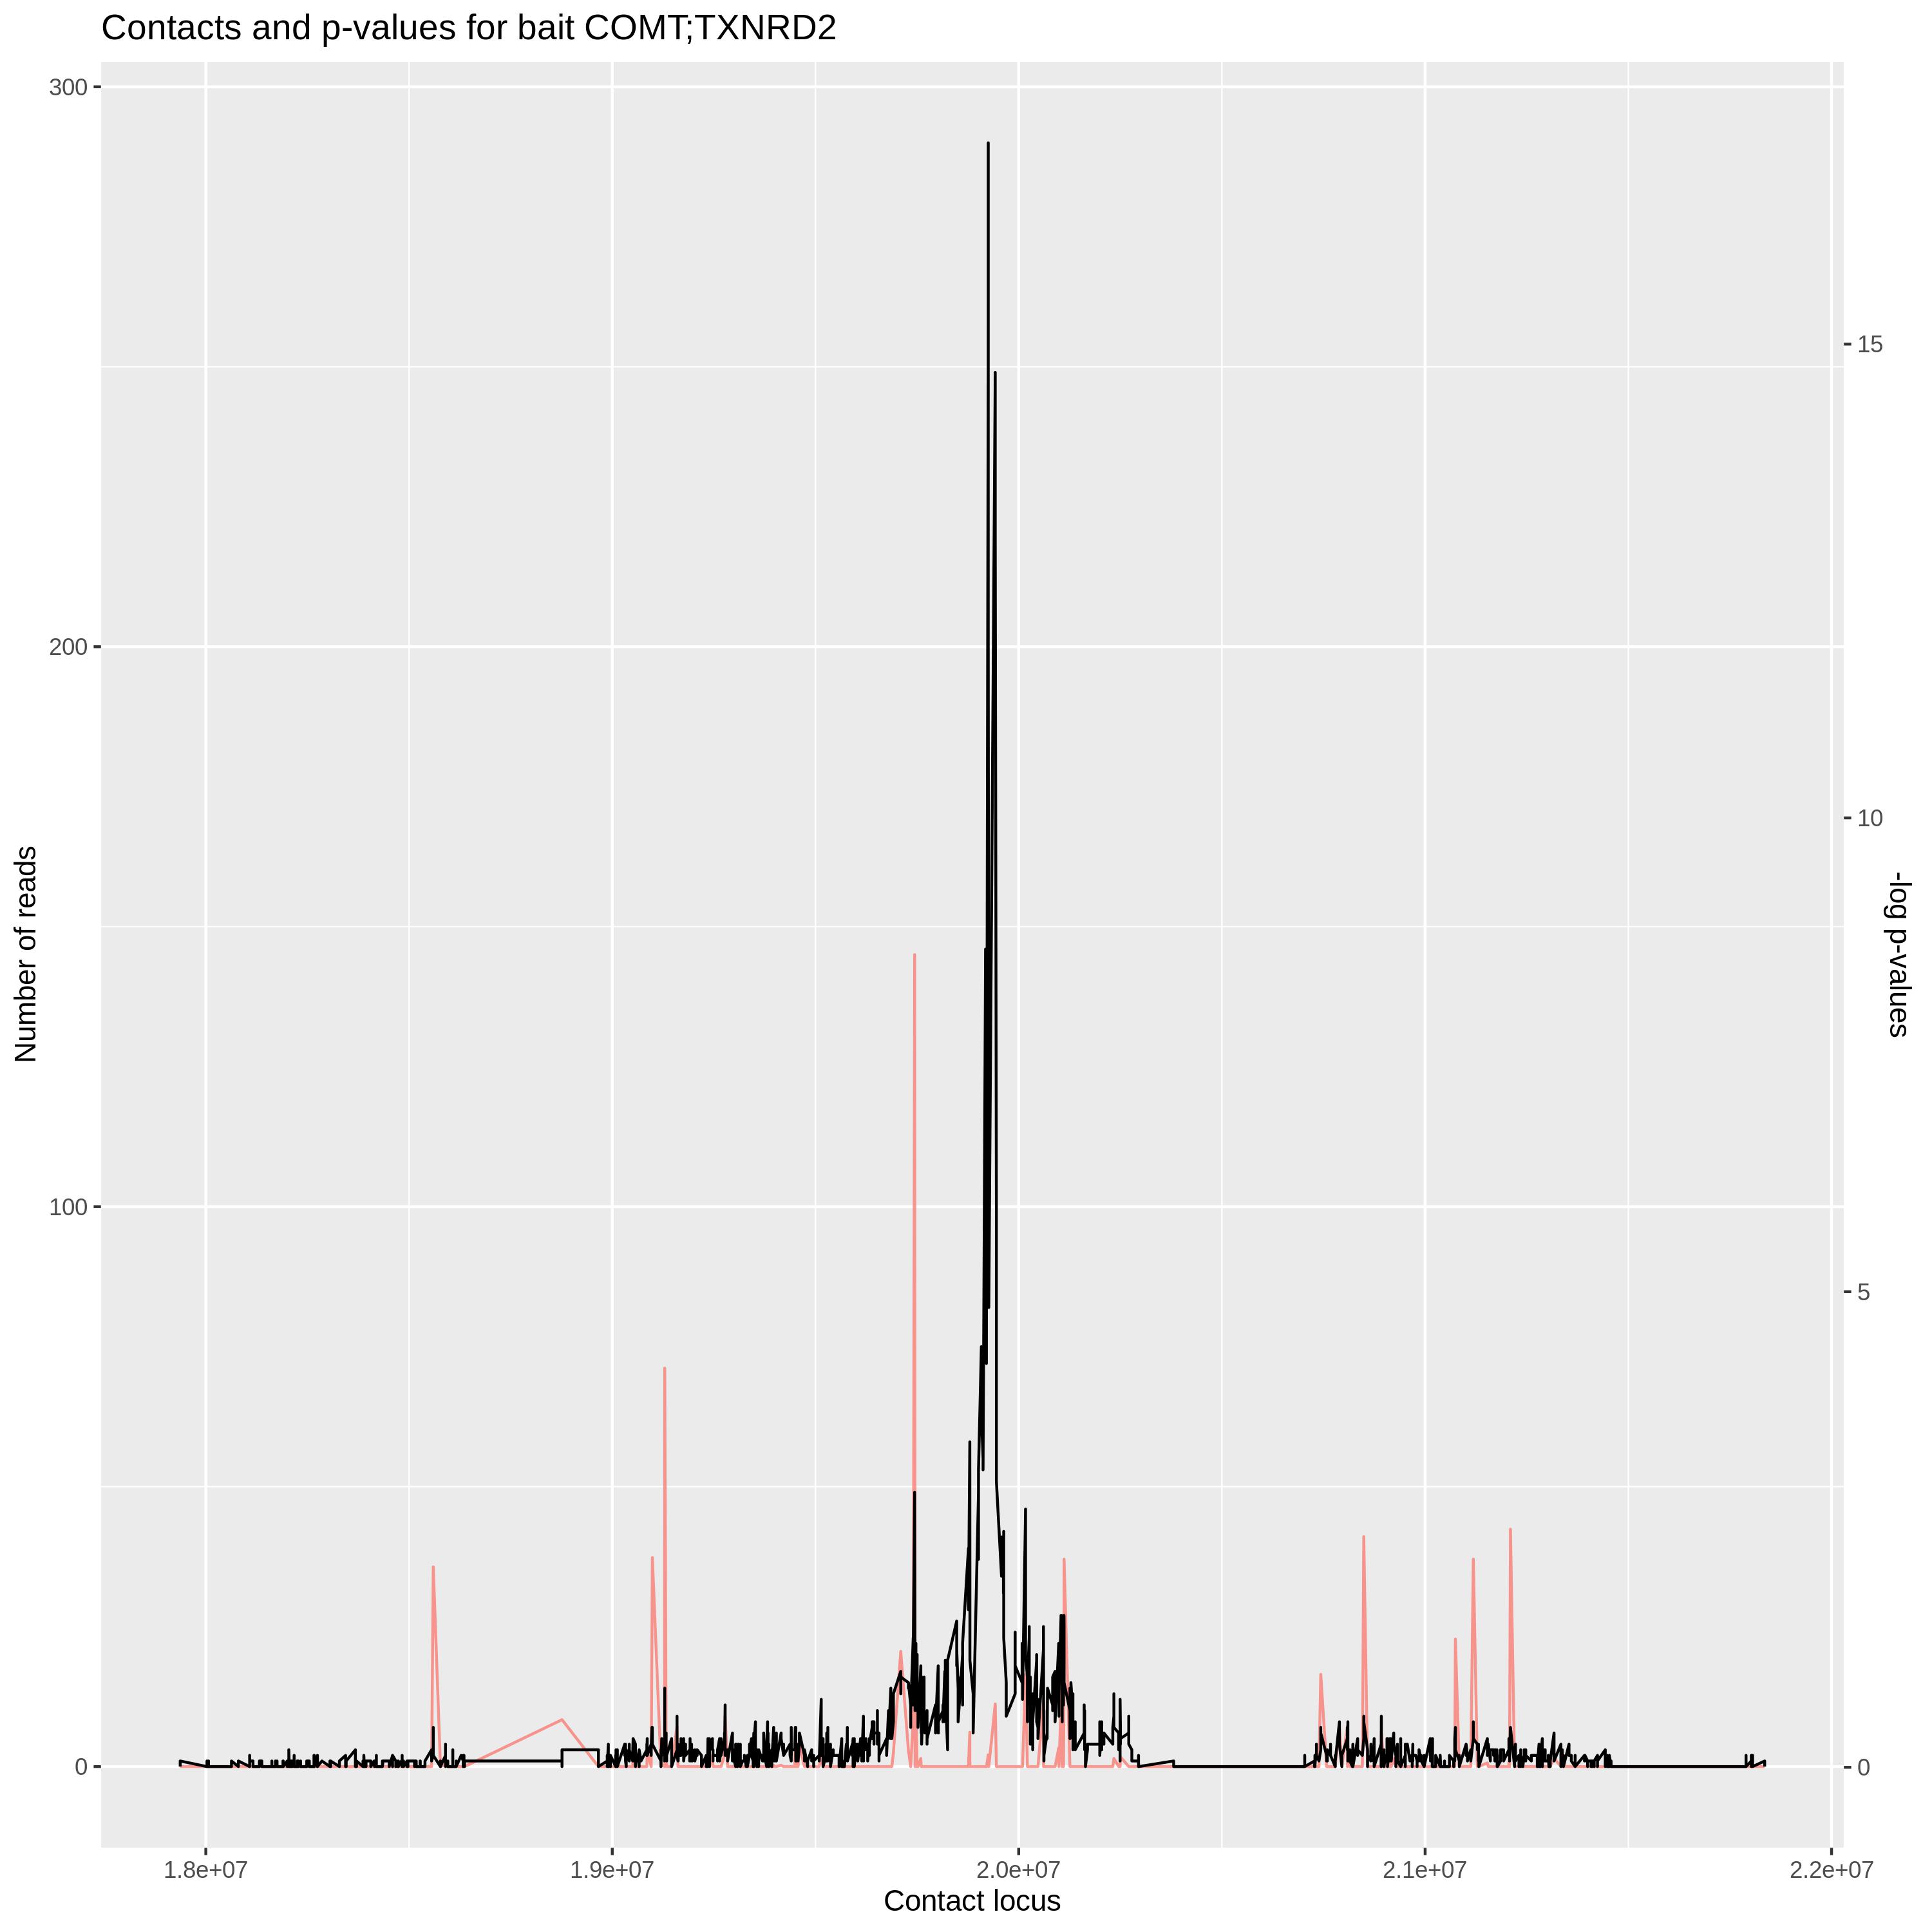 Contacts and p-values for bait COMT;TXNRD2
300
200
100
0
Number of reads
15
10
5
0
-log p-values
1.8e+07
1.9e+07
2.0e+07
2.1e+07
2.2e+07
Contact locus